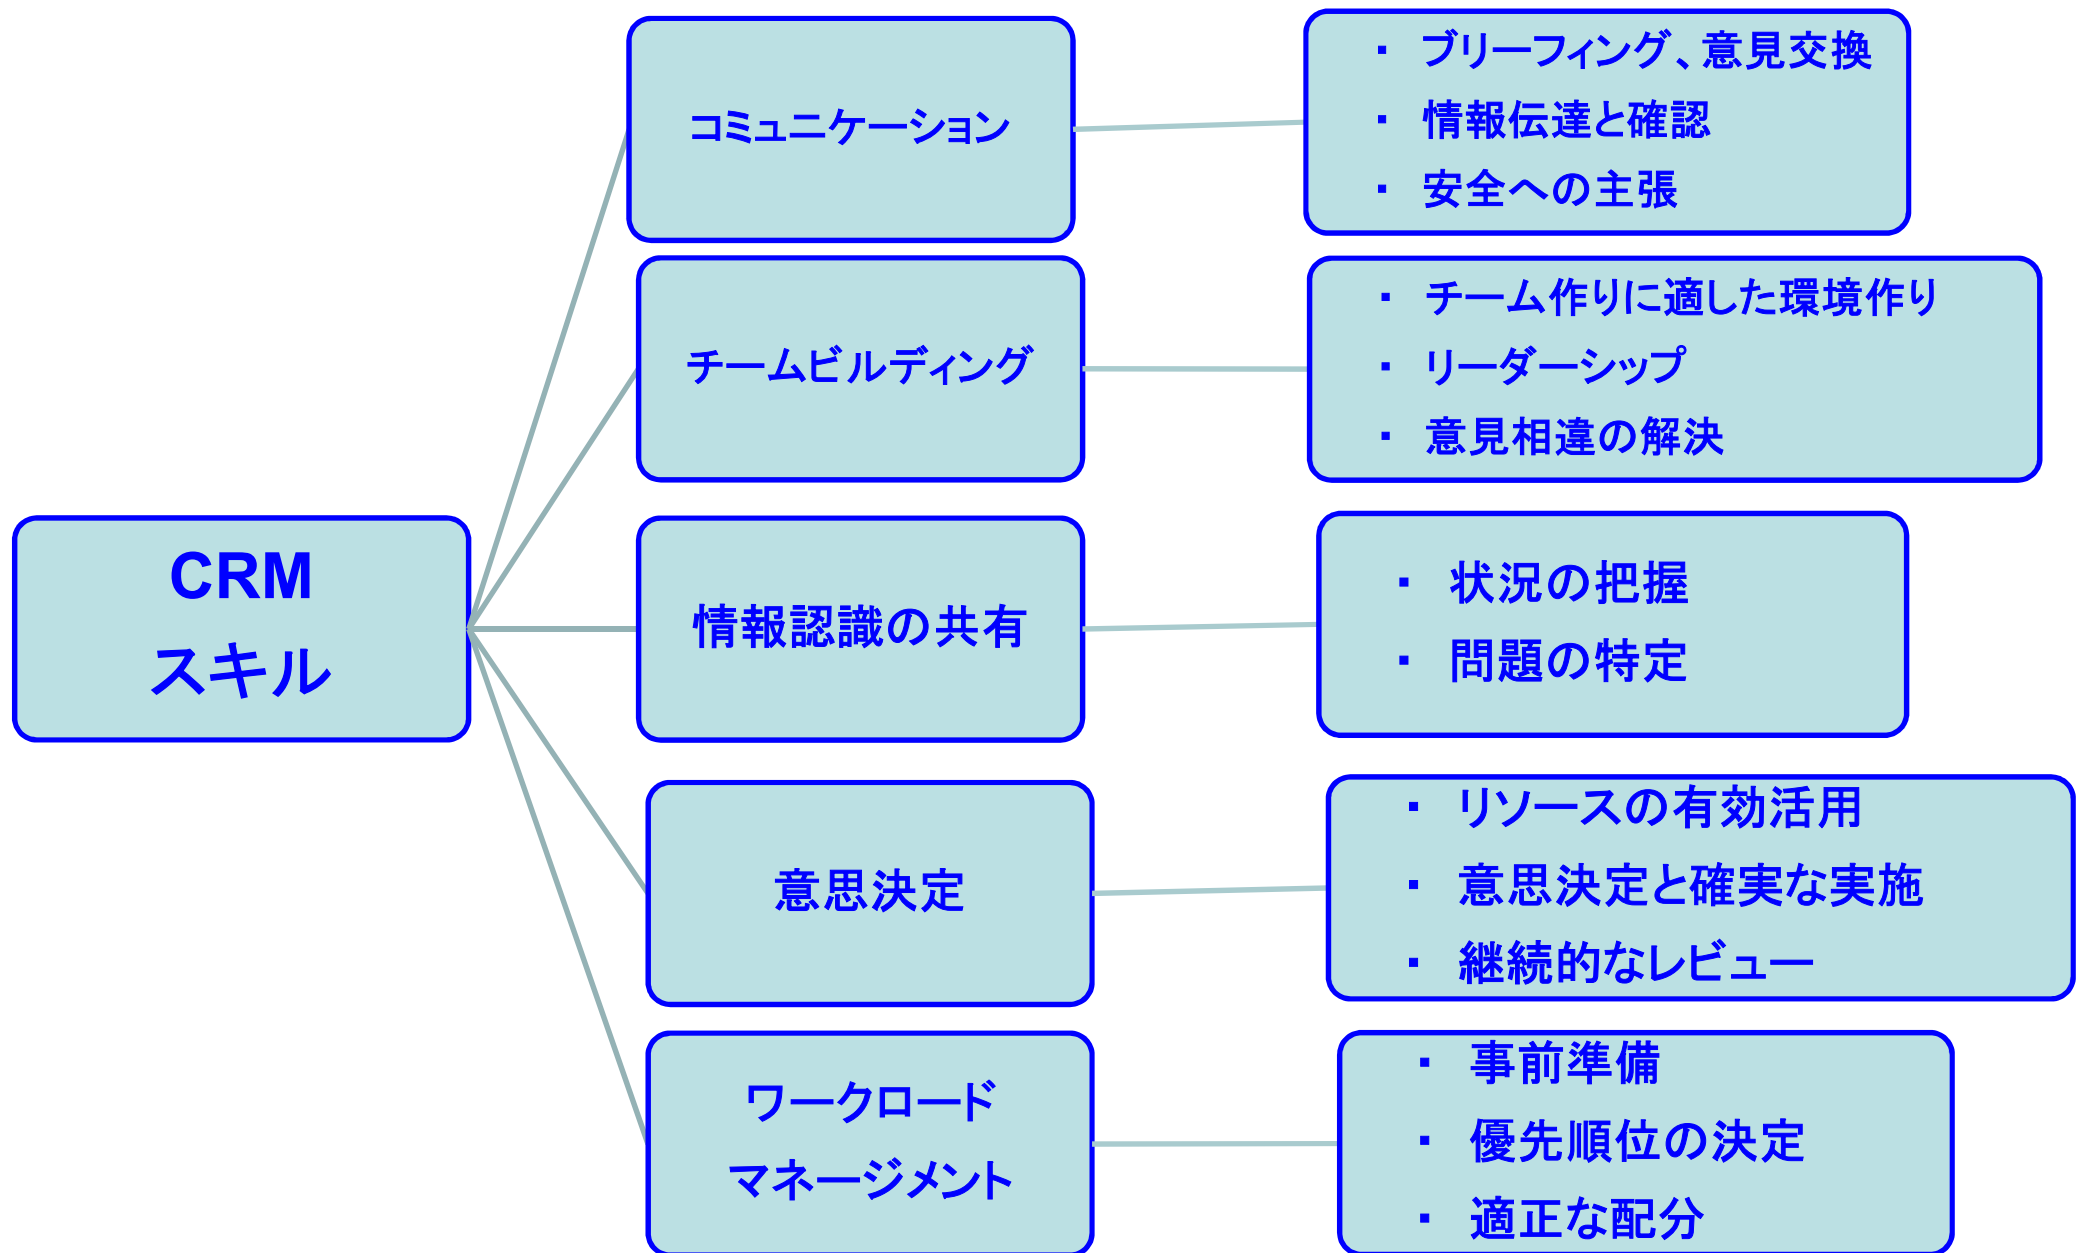 CRM
スキル
コミュニケーション
・ ブリーフィング、意見交換
・ 情報伝達と確認
・ 安全への主張
チームビルディング
・ チーム作りに適した環境作り
・ リーダーシップ
・ 意見相違の解決
情報認識の共有
・ 状況の把握
・ 問題の特定
意思決定
・ リソースの有効活用
・ 意思決定と確実な実施
・ 継続的なレビュー
ワークロード
マネージメント
・ 事前準備
・ 優先順位の決定
・ 適正な配分